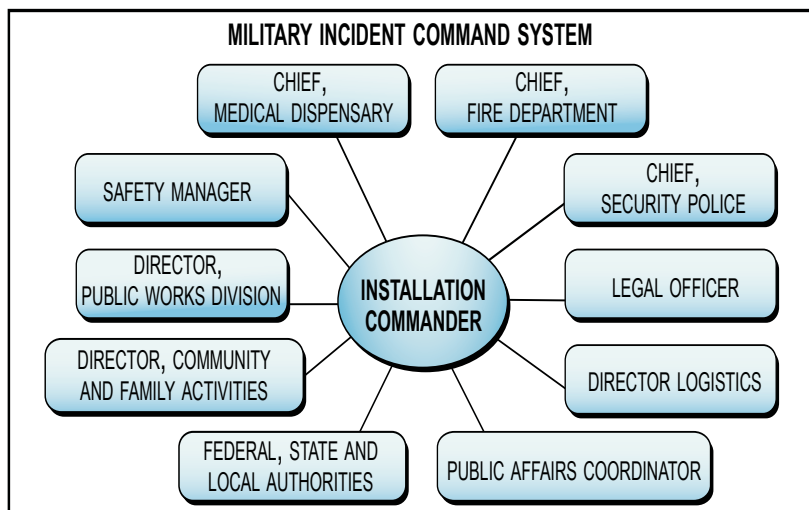 MILITARY INCIDENT COMMAND SYSTEM
CHIEF,
MEDICAL DISPENSARY
CHIEF,
FIRE DEPARTMENT
SAFETY MANAGER
CHIEF,
SECURITY POLICE
DIRECTOR,
PUBLIC WORKS DIVISION
INSTALLATION
COMMANDER
LEGAL OFFICER
DIRECTOR, COMMUNITY
AND FAMILY ACTIVITIES
DIRECTOR LOGISTICS
FEDERAL, STATE AND
LOCAL AUTHORITIES
PUBLIC AFFAIRS COORDINATOR